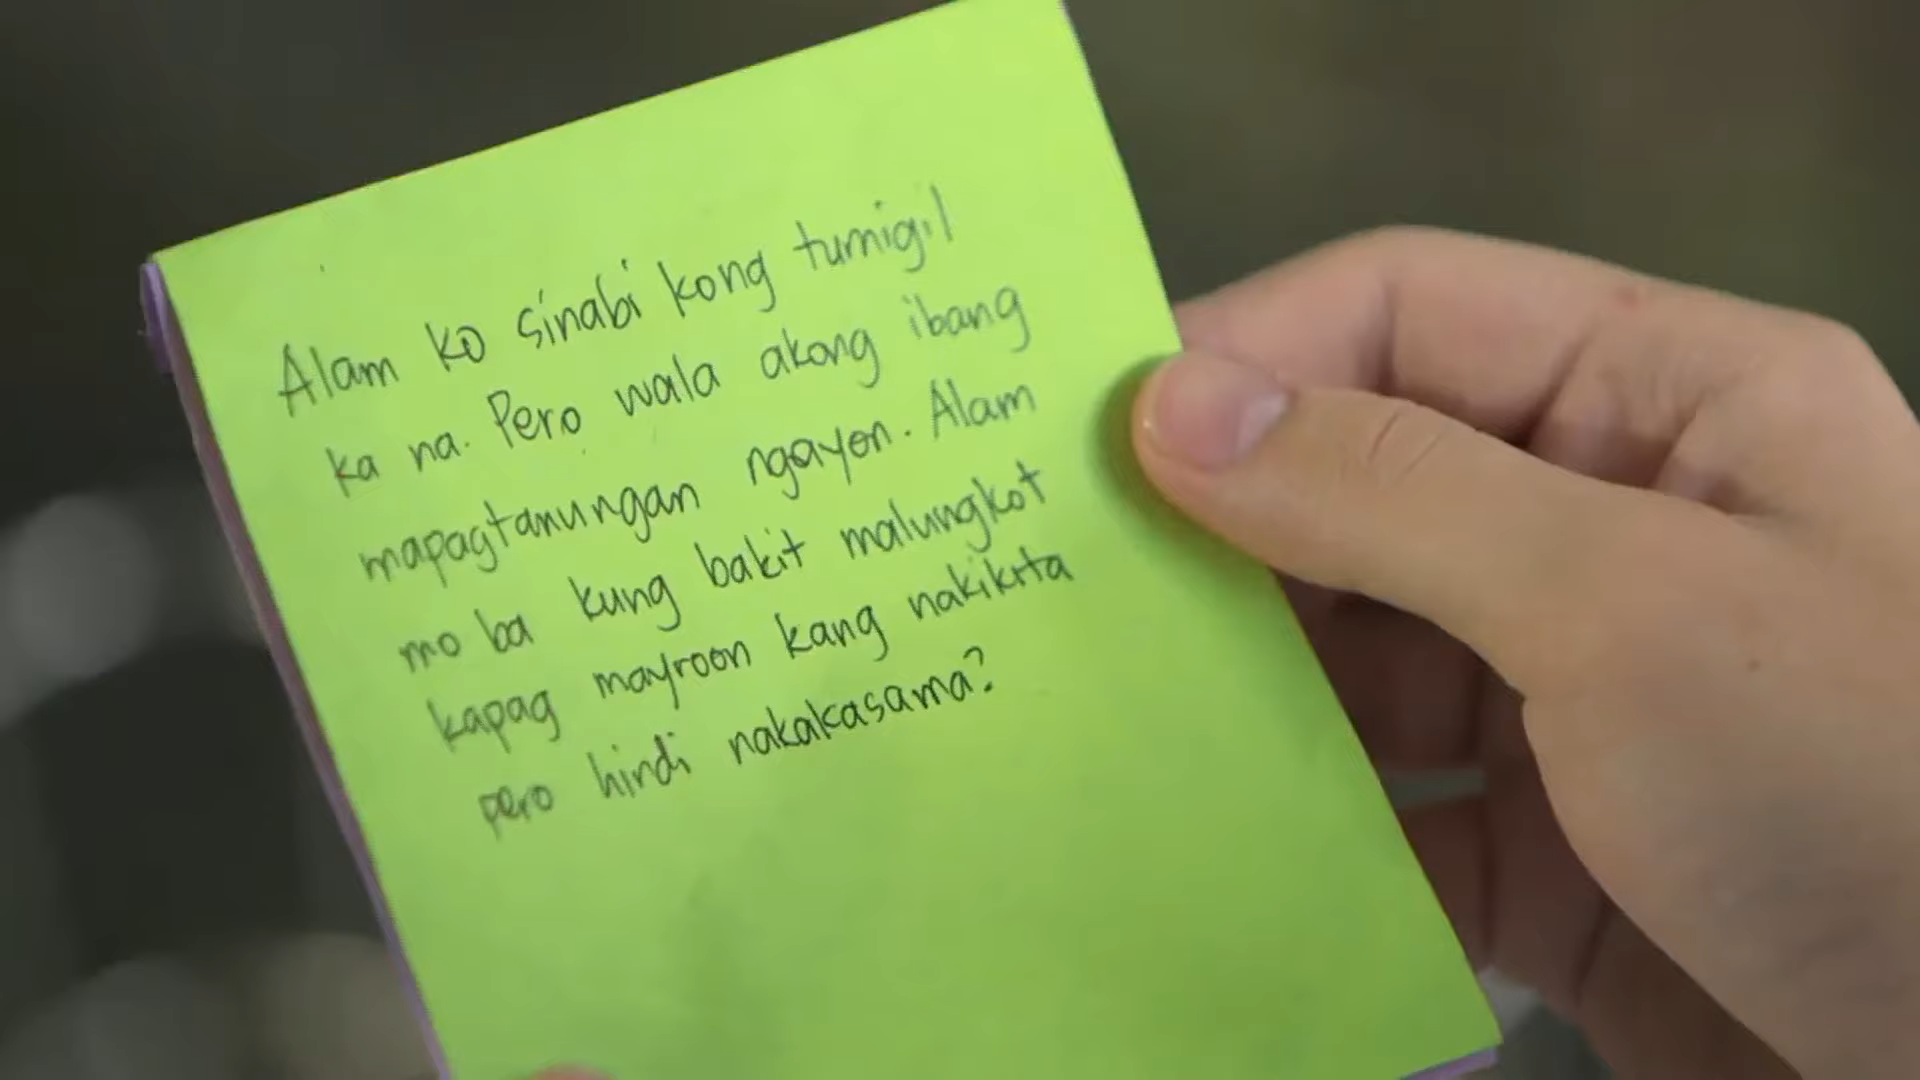 Alam ko sinabi kong tumigil
ka na. Pero wala akong ibang
mapagtanungan ngayon. Alam
mo ba kung bakit malungkot
kapag mayroon kang nakikita
pero hindi nakakasama?